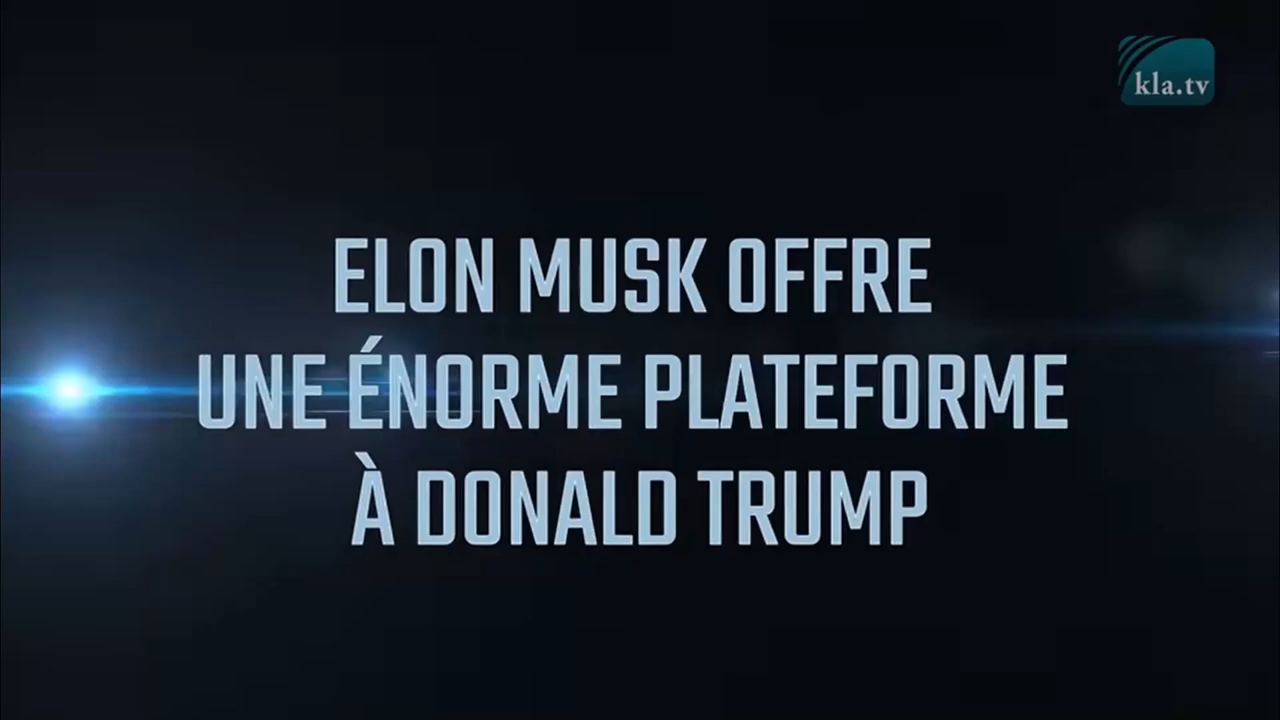 kla.tv
ELON MUSK OFFRE
UNE ÉNORME PLATEFORME
À DONALD TRUMP